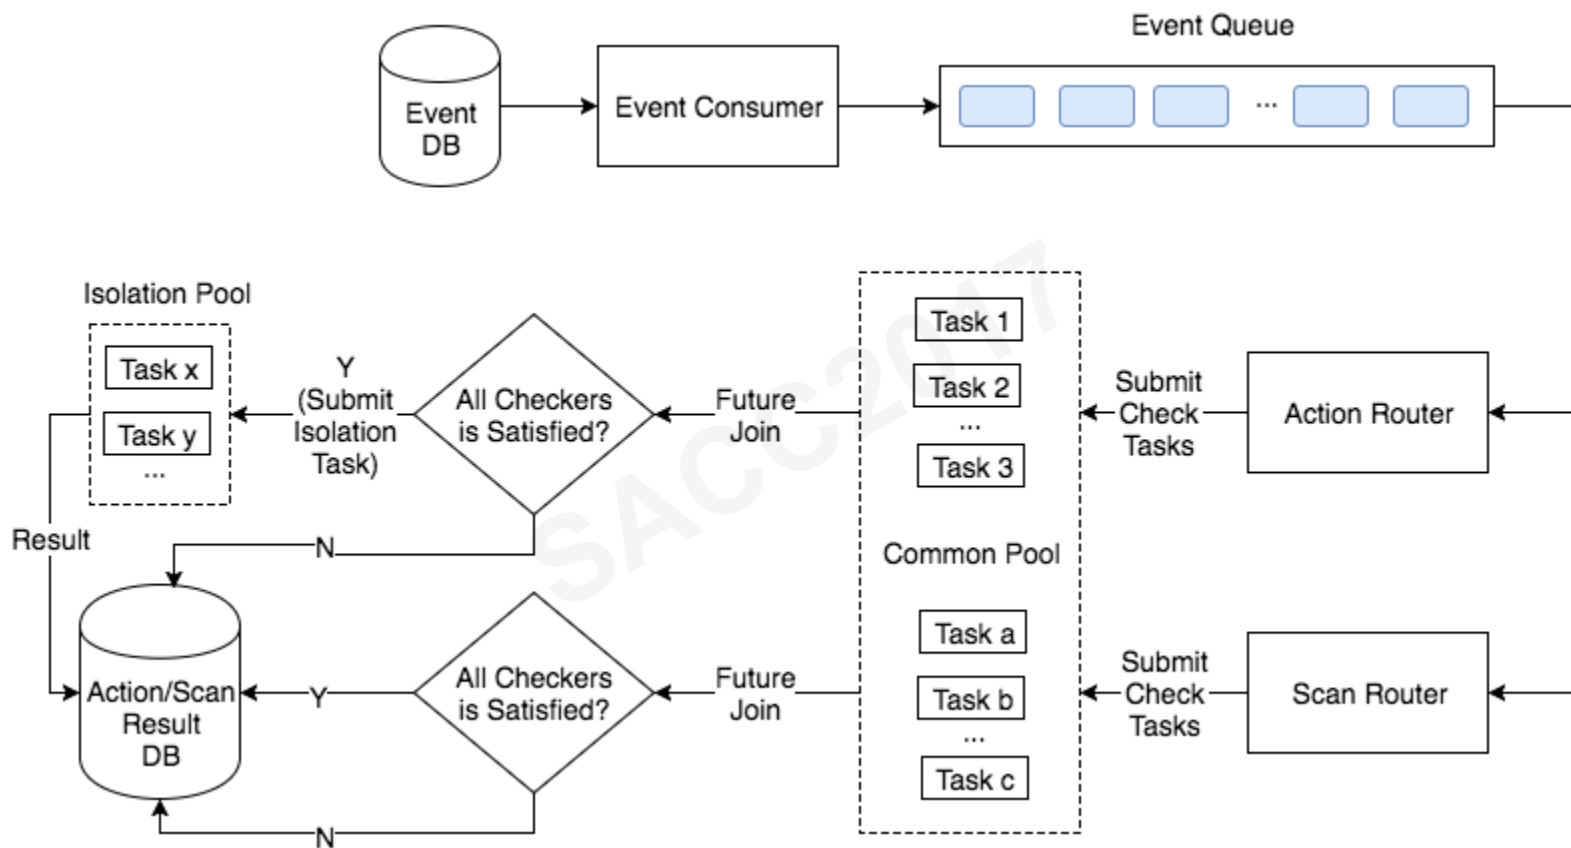 Event Queue
Event
DB
Event Consumer
...
Isolation Pool
Task x
Task y
...
Y
(Submit
Isolation
Task)
All Checkers
is Satisfied?
Future
Join
Task 1
Task 2
...
Task 3
Common Pool
Submit
Check
Tasks
Action Router
Result
N
Action/Scan
Result
DB
Y
All Checkers
is Satisfied?
Future
Join
Task a
Task b
...
Task c
Submit
Check
Tasks
Scan Router
N
SACC2017